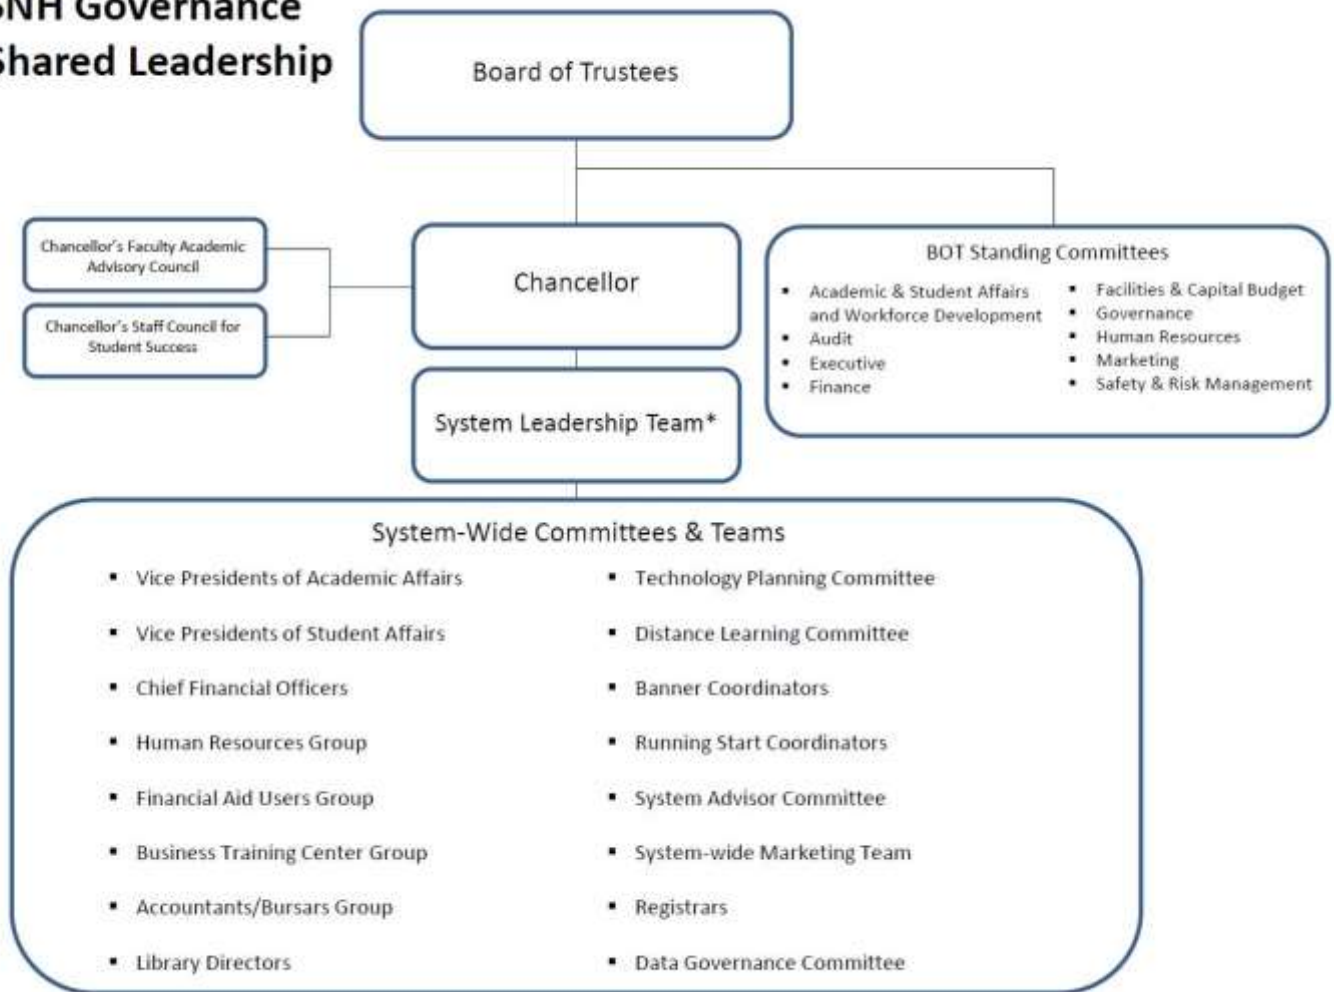 SNH Governance
Shared Leadership
Board of Trustees
Chancellor's Faculty Academic
Advisory Council
Chancellor's Staff Council for
Student Success
Chancellor
System Leadership Team*
BOT Standing Committees
▪ Academic & Student Affairs
and Workforce Development
▪ Audit
▪ Executive
▪ Finance
▪ Facilities & Capital Budget
▪ Governance
▪ Human Resources
▪ Marketing
▪ Safety & Risk Management
System-Wide Committees & Teams
▪ Vice Presidents of Academic Affairs
▪ Vice Presidents of Student Affairs
▪ Chief Financial Officers
▪ Human Resources Group
▪ Financial Aid Users Group
▪ Business Training Center Group
▪ Accountants/Bursars Group
▪ Library Directors
▪ Technology Planning Committee
▪ Distance Learning Committee
▪ Banner Coordinators
▪ Running Start Coordinators
▪ System Advisor Committee
▪ System-wide Marketing Team
▪ Registrars
▪ Data Governance Committee